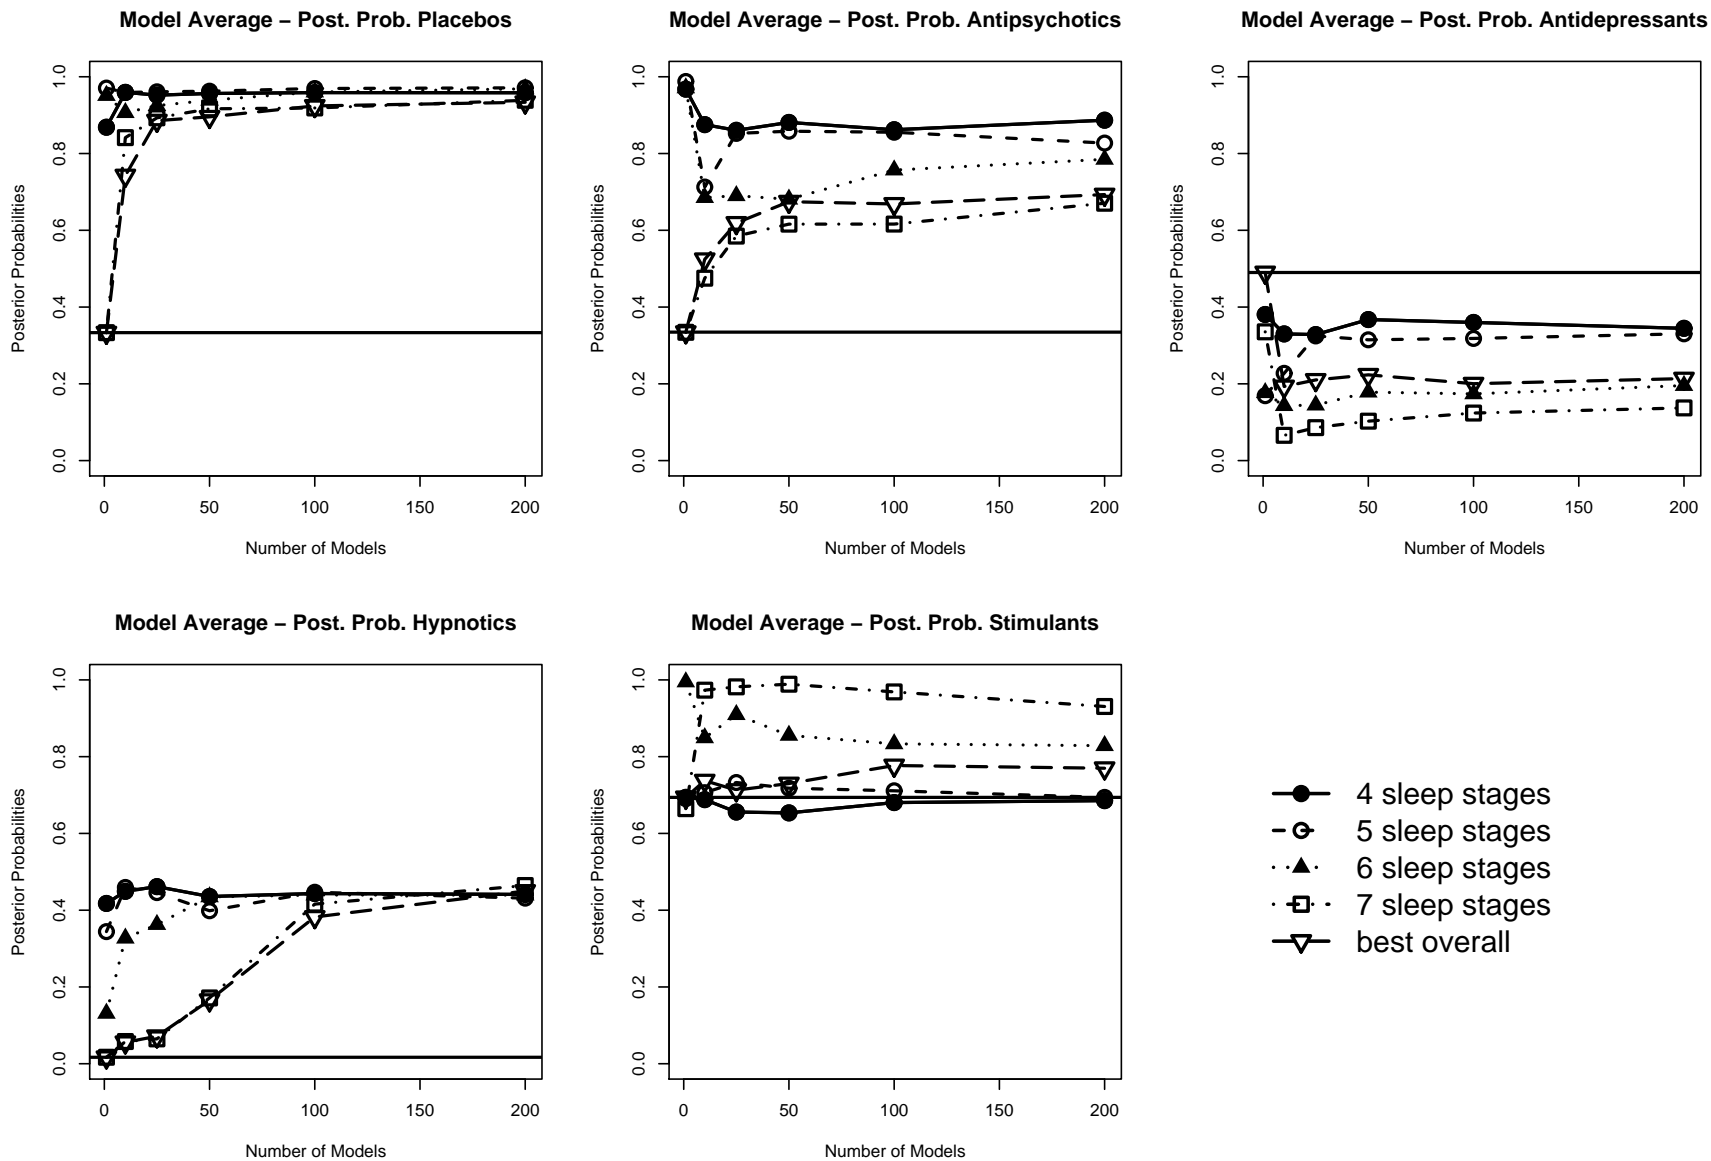 Model Average – Post. Prob. Placebos
Posterior Probabilities
0.0 0.2 0.4 0.6 0.8 1.0
0 50 100 150 200
Number of Models
Model Average – Post. Prob. Antipsychotics
Posterior Probabilities
0.0 0.2 0.4 0.6 0.8 1.0
0 50 100 150 200
Number of Models
Model Average – Post. Prob. Antidepressants
Posterior Probabilities
0.0 0.2 0.4 0.6 0.8 1.0
0 50 100 150 200
Number of Models
Model Average – Post. Prob. Hypnotics
Posterior Probabilities
0.0 0.2 0.4 0.6 0.8 1.0
0 50 100 150 200
Number of Models
Model Average – Post. Prob. Stimulants
Posterior Probabilities
0.0 0.2 0.4 0.6 0.8 1.0
0 50 100 150 200
Number of Models
4 sleep stages
5 sleep stages
6 sleep stages
7 sleep stages
best overall